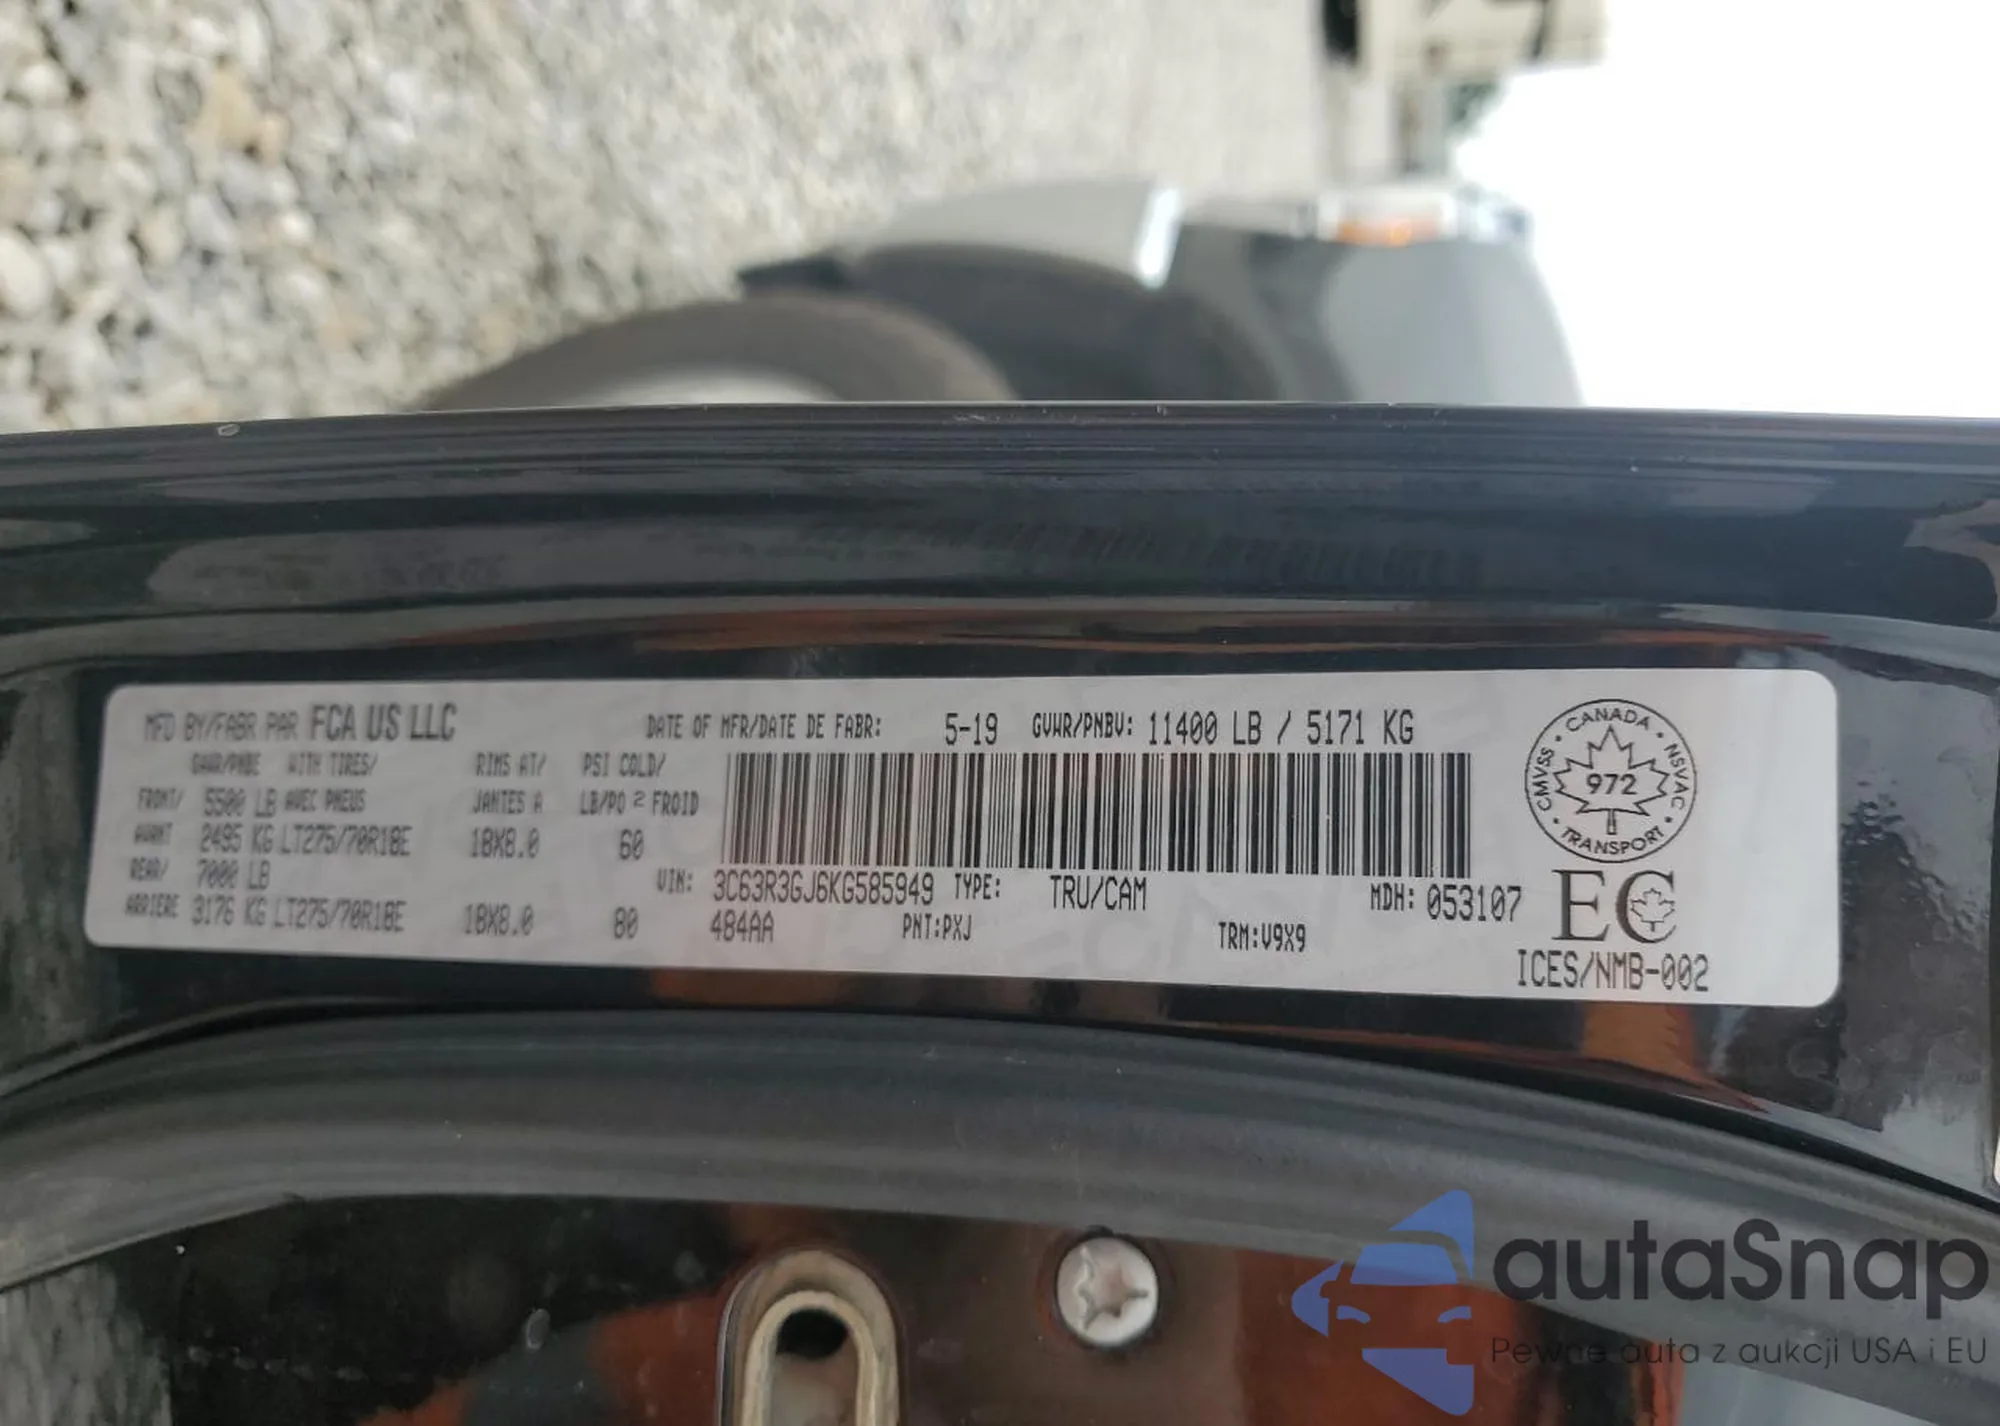 MFD BY/FABR PAR FCA US LLC DATE OF MFR/DATE DE FABR: 5-19 GVWR/PNBV: 11400 LB / 5171 KG
GAWR/PNBE WITH TIRES/ RIMS AT/ PSI COLD/
FRONT/ 5500 LB AVEC PNEUS JANTES A LB/PO 2 FROID
AVANT 2495 KG LT275/70R18E 18X8.0 60
REAR/ 7000 LB
ARRIERE 3176 KG LT275/70R18E 18X8.0 80
VIN: 3C63R3GJ6KG585949 TYPE: TRU/CAM MDH: 053107
484AA PNT:PXJ TRM:V9X9
CANADA
CMVSS · NSVAC
972
TRANSPORT
EC
ICES/NMB-002
autaSnap
Pewne auta z aukcji USA i EU